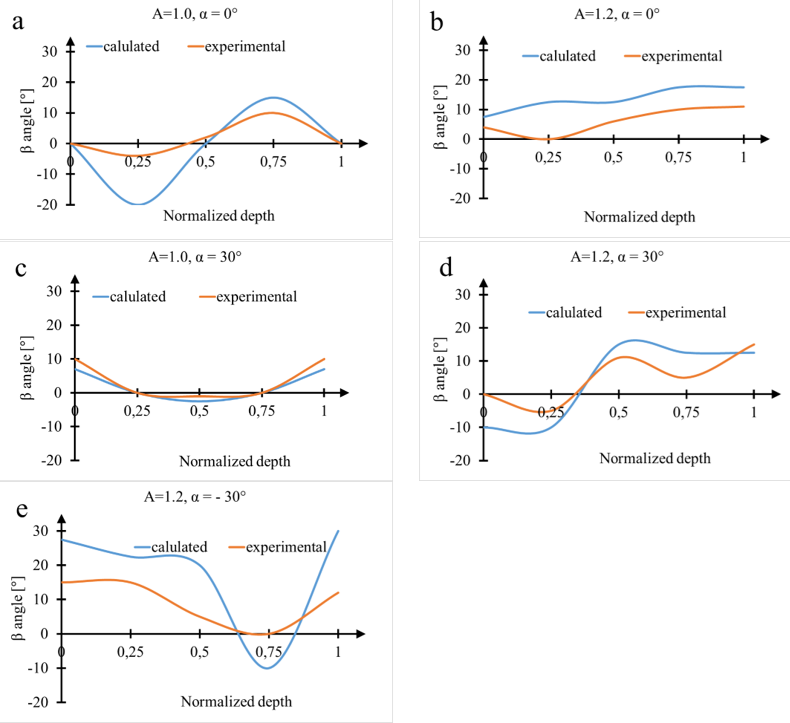 a
A=1.0, α = 0°
calulated
experimental
β angle [°]
30
20
10
0
-10
-20
0
0,25
0,5
0,75
1
Normalized depth
b
A=1.2, α = 0°
calulated
experimental
β angle [°]
30
20
10
0
-10
-20
0
0,25
0,5
0,75
1
Normalized depth
c
A=1.0, α = 30°
calulated
experimental
β angle [°]
30
20
10
0
-10
-20
0
0,25
0,5
0,75
1
Normalized depth
d
A=1.2, α = 30°
calulated
experimental
β angle [°]
30
20
10
0
-10
-20
0
0,25
0,5
0,75
1
Normalized depth
e
A=1.2, α = - 30°
calulated
experimental
β angle [°]
30
20
10
0
-10
-20
0
0,25
0,5
0,75
1
Normalized depth